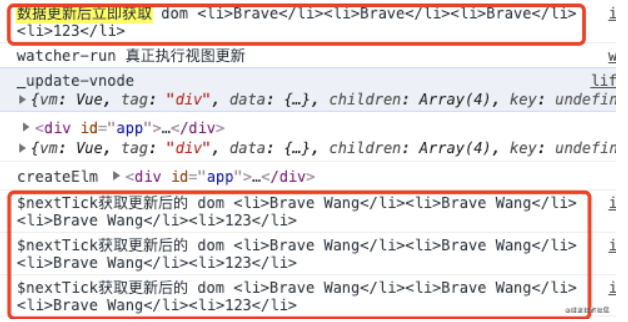 数据更新后立即获取 dom <li>Brave</li><li>Brave</li><li>Brave</li>
<li>123</li>
watcher-run 真正执行视图更新
_update-vnode
▶{vm: Vue, tag: "div", data: {…}, children: Array(4), key: undefin
▶<div id="app">…</div>
▶{vm: Vue, tag: "div", data: {…}, children: Array(4), key: undefin
createElm ▶<div id="app">…</div>
$nextTick获取更新后的 dom <li>Brave Wang</li><li>Brave Wang</li>
<li>Brave Wang</li><li>123</li>
$nextTick获取更新后的 dom <li>Brave Wang</li><li>Brave Wang</li>
<li>Brave Wang</li><li>123</li>
$nextTick获取更新后的 dom <li>Brave Wang</li><li>Brave Wang</li>
<li>Brave Wang</li><li>123</li>